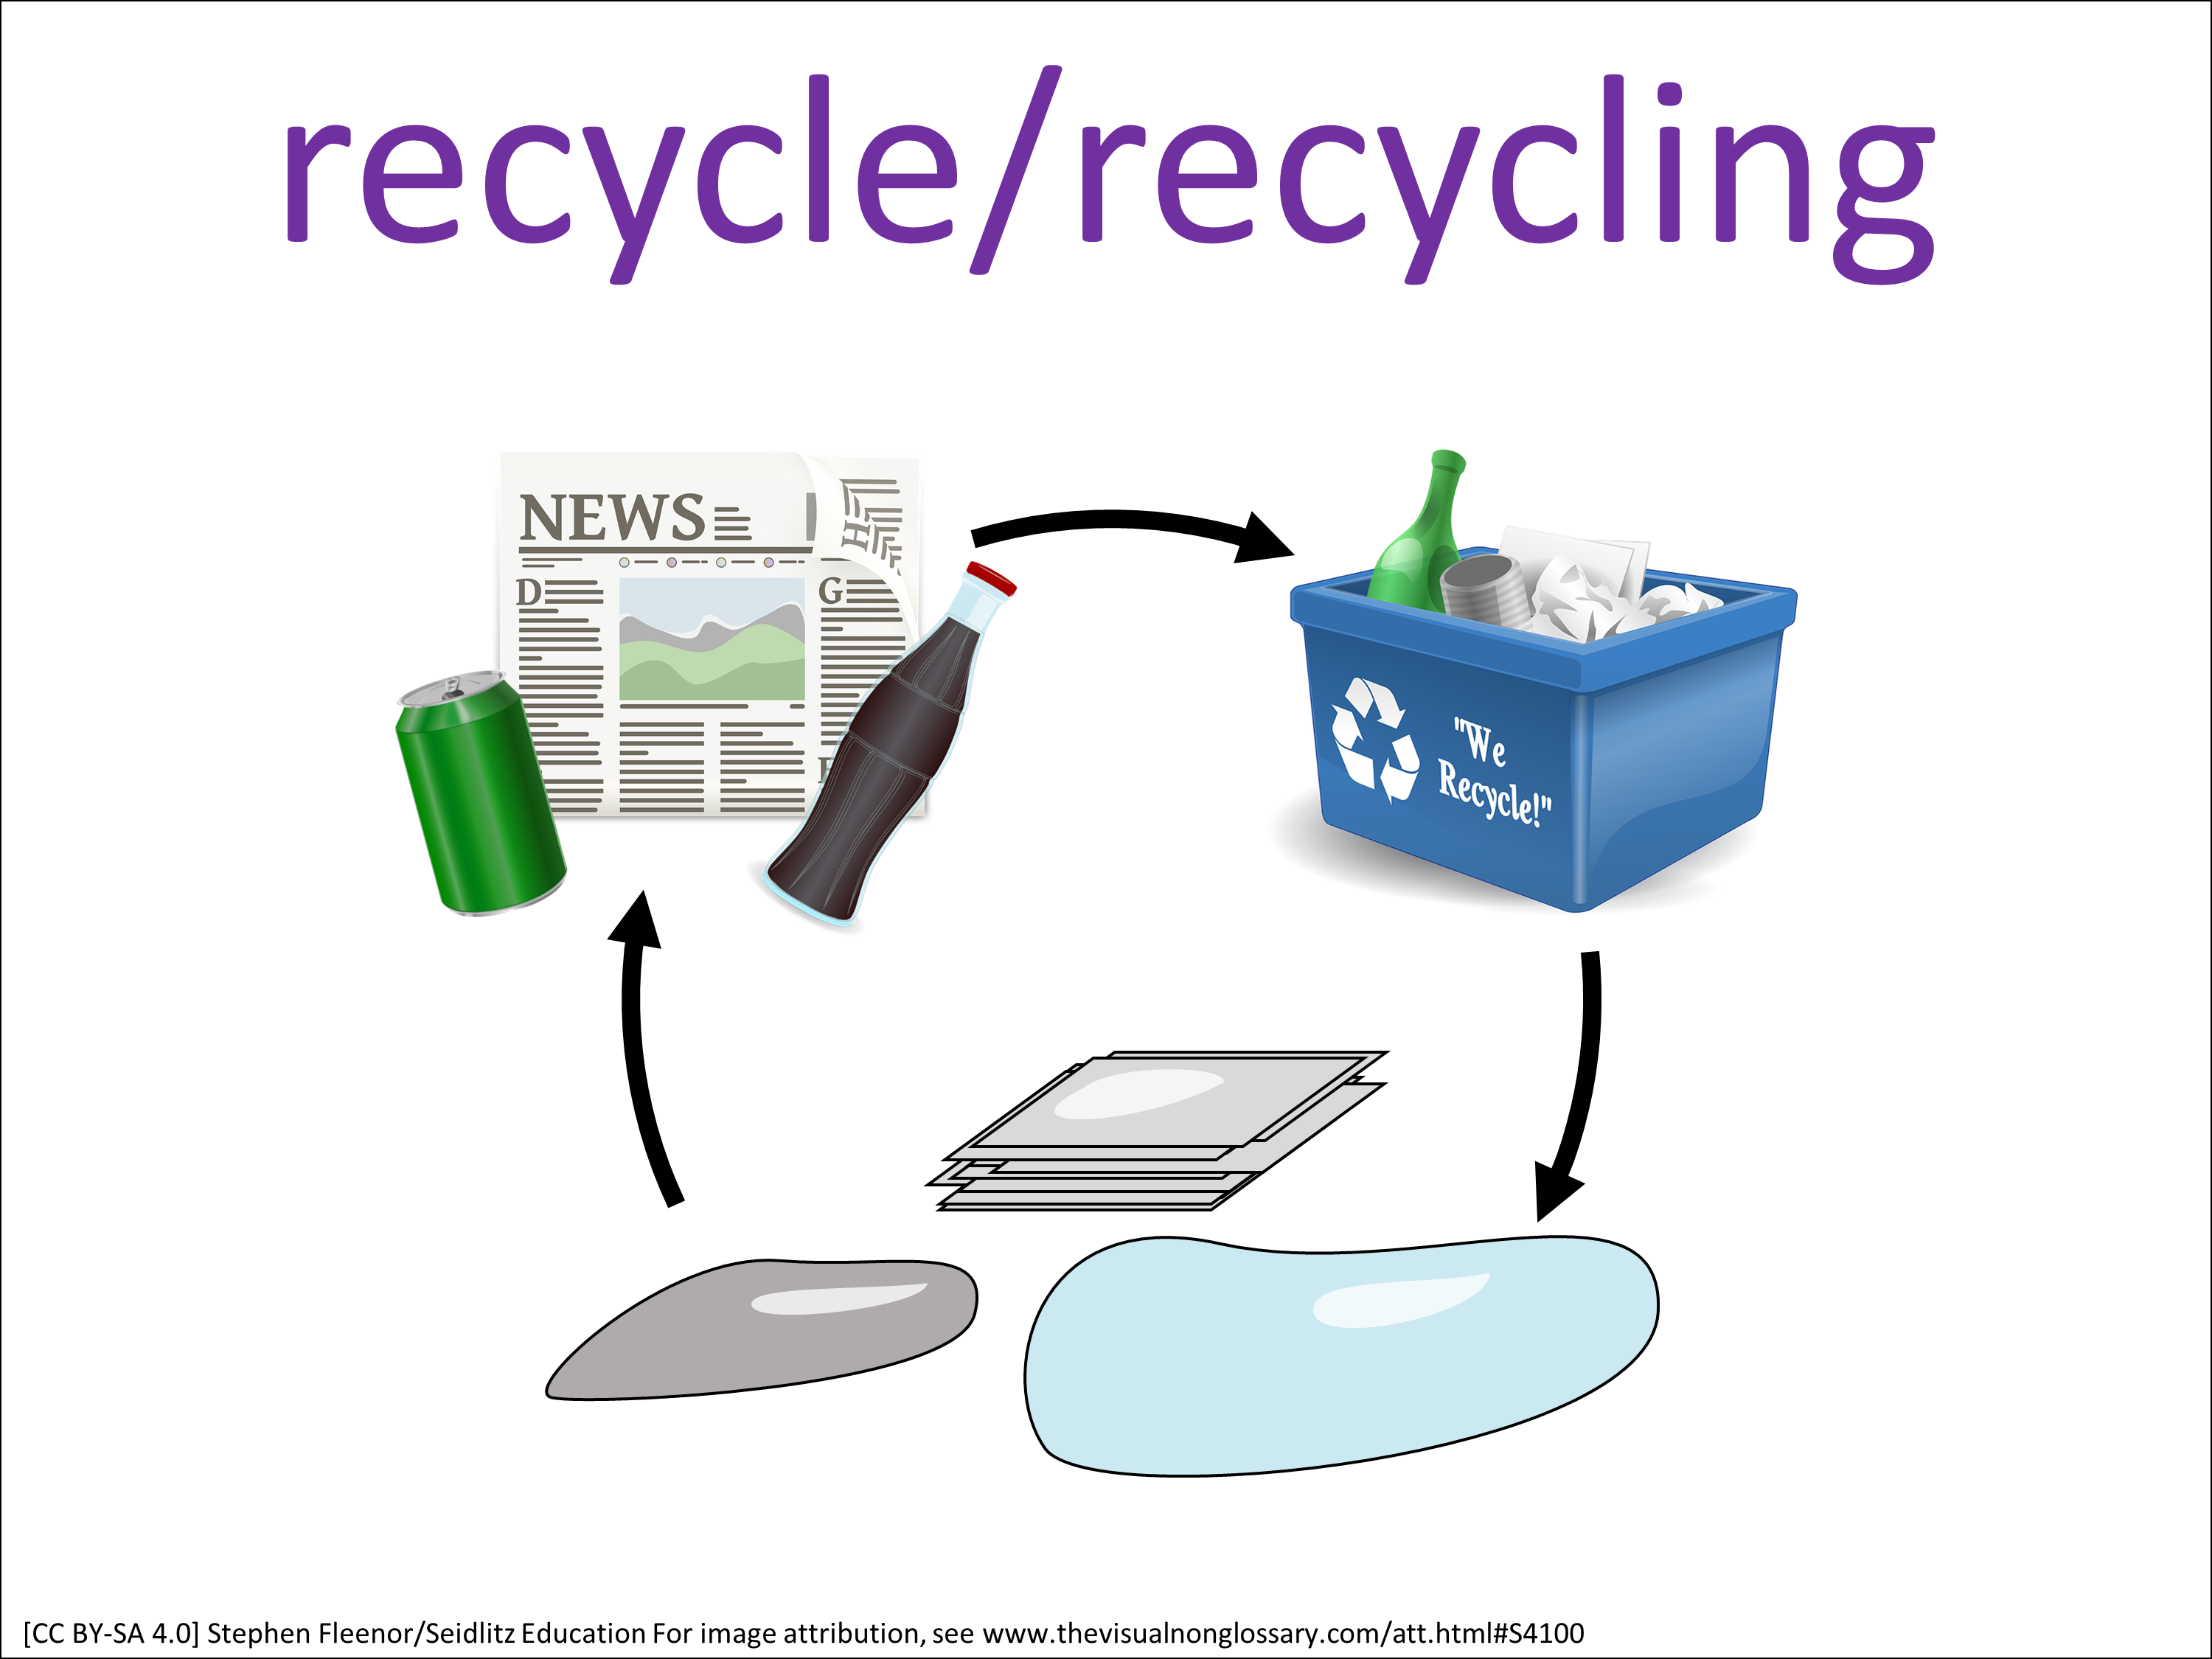 recycle/recycling
NEWS
H
D
G
"We
Recycle!"
[CC BY-SA 4.0] Stephen Fleenor/Seidlitz Education For image attribution, see www.thevisualnonglossary.com/att.html#S4100